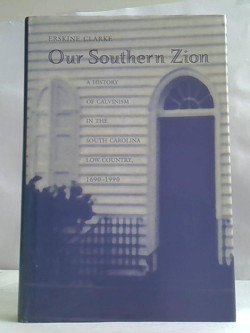 ERSKINE CLARKE
Our Southern Zion
A HISTORY
OF CALVINISM
IN THE
SOUTH CAROLINA
LOW COUNTRY,
1690–1990